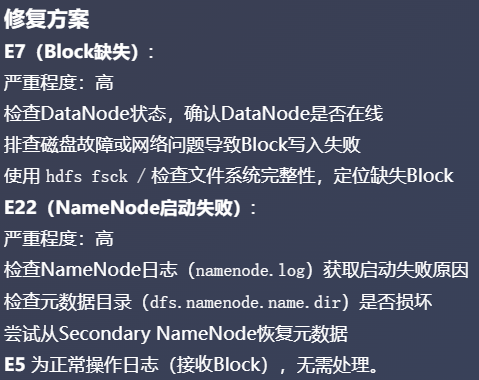 修复方案
E7（Block缺失）:
严重程度：高
检查DataNode状态，确认DataNode是否在线
排查磁盘故障或网络问题导致Block写入失败
使用 hdfs fsck / 检查文件系统完整性，定位缺失Block
E22（NameNode启动失败）:
严重程度：高
检查NameNode日志（namenode.log）获取启动失败原因
检查元数据目录（dfs.namenode.name.dir）是否损坏
尝试从Secondary NameNode恢复元数据
E5 为正常操作日志（接收Block），无需处理。